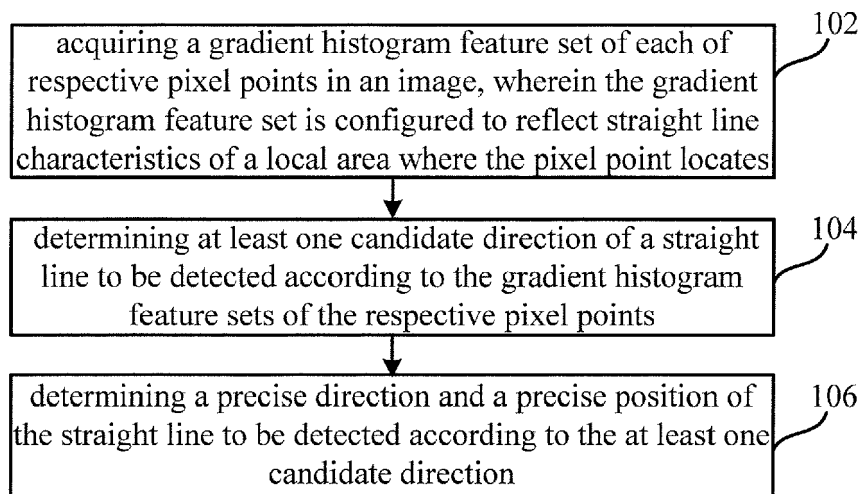 102
acquiring a gradient histogram feature set of each of
respective pixel points in an image, wherein the gradient
histogram feature set is configured to reflect straight line
characteristics of a local area where the pixel point locates
104
determining at least one candidate direction of a straight
line to be detected according to the gradient histogram
feature sets of the respective pixel points
106
determining a precise direction and a precise position of
the straight line to be detected according to the at least one
candidate direction